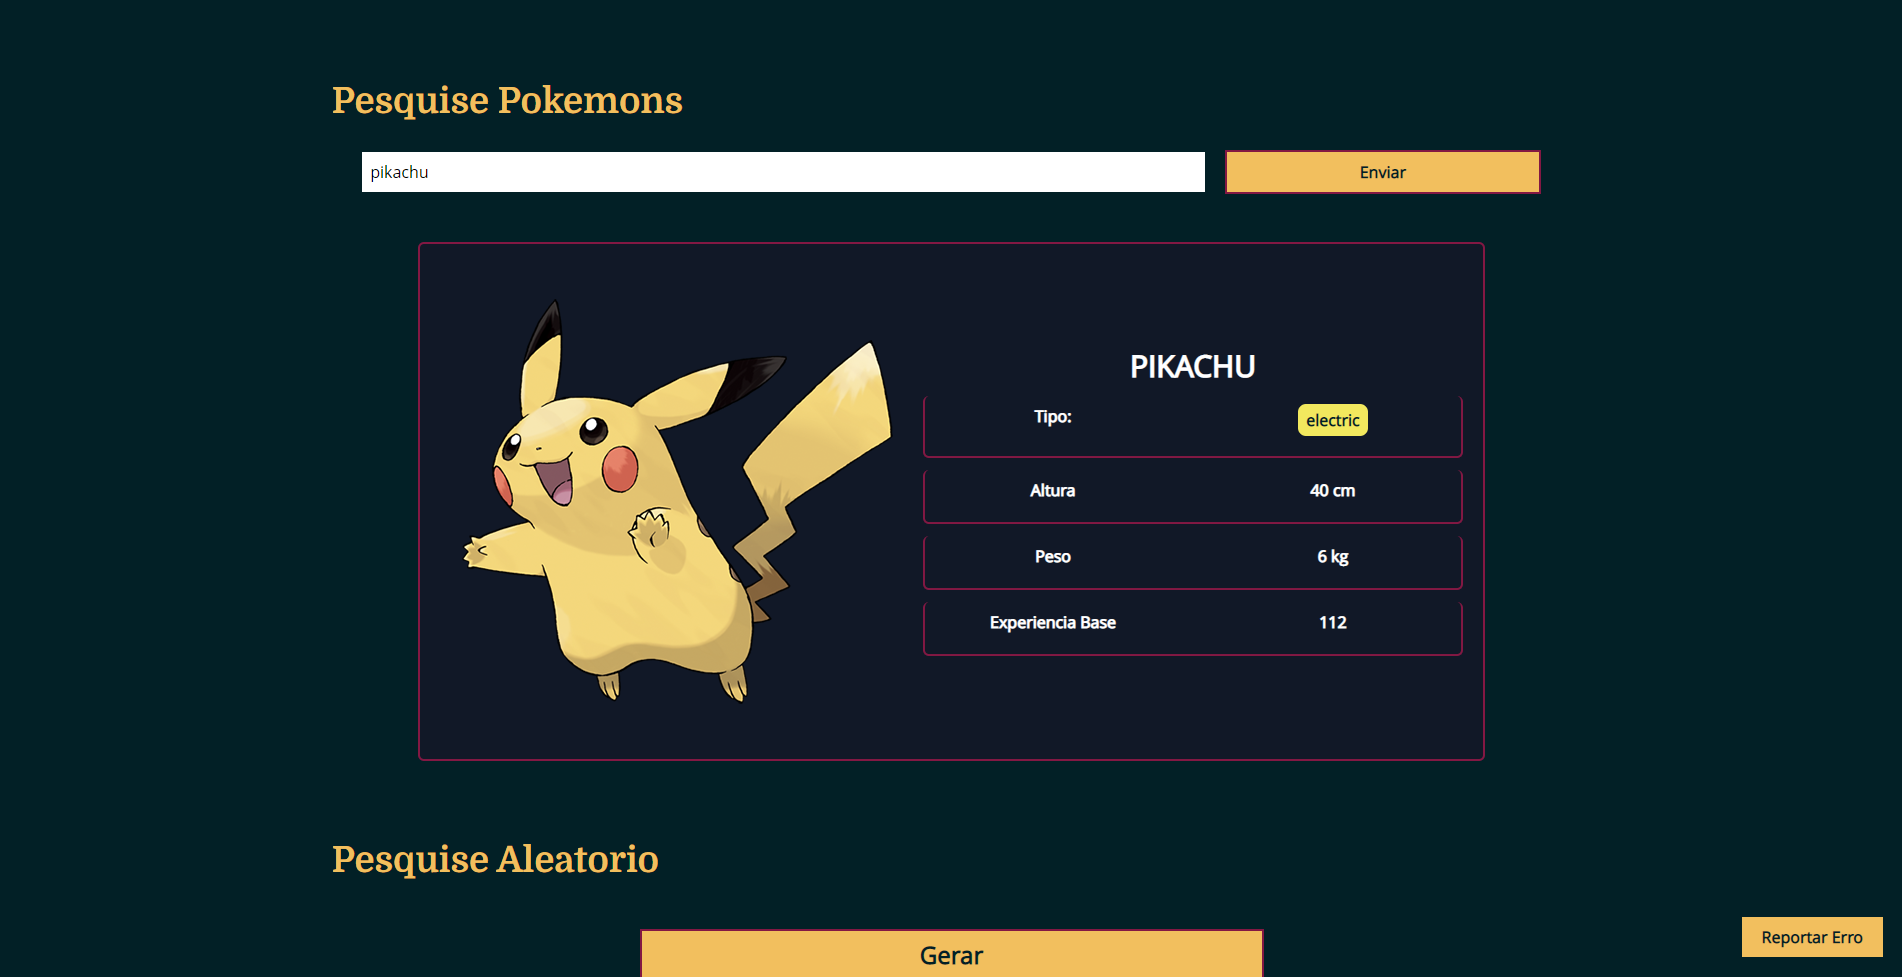 Pesquise Pokemons
pikachu
Enviar
PIKACHU
Tipo: electric
Altura 40 cm
Peso 6 kg
Experiencia Base 112
Pesquise Aleatorio
Gerar
Reportar Erro